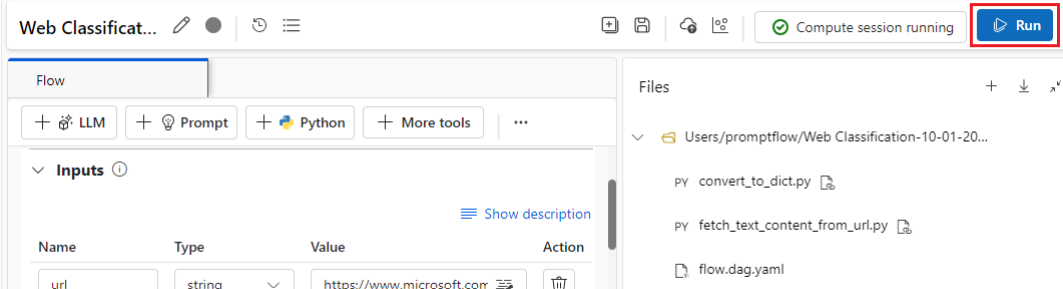 Web Classificat...
Compute session running
Run
Flow
LLM
Prompt
Python
More tools
...
Inputs
Show description
Name Type Value Action
url string https://www.microsoft.com
Files
Users/promptflow/Web Classification-10-01-20...
PY convert_to_dict.py
PY fetch_text_content_from_url.py
flow.dag.yaml